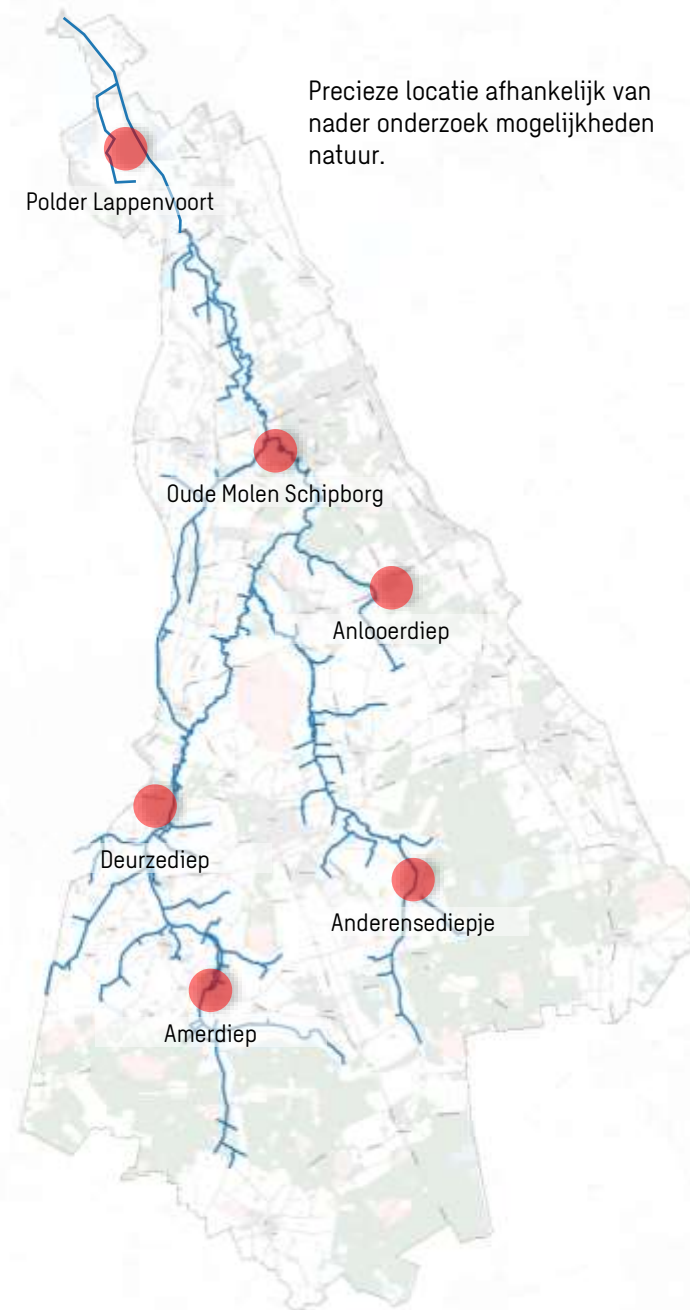 Precieze locatie afhankelijk van
nader onderzoek mogelijkheden
natuur.
Polder Lappenvoort
Oude Molen Schipborg
Anlooerdiep
Deurzediep
Anderensediepje
Amerdiep